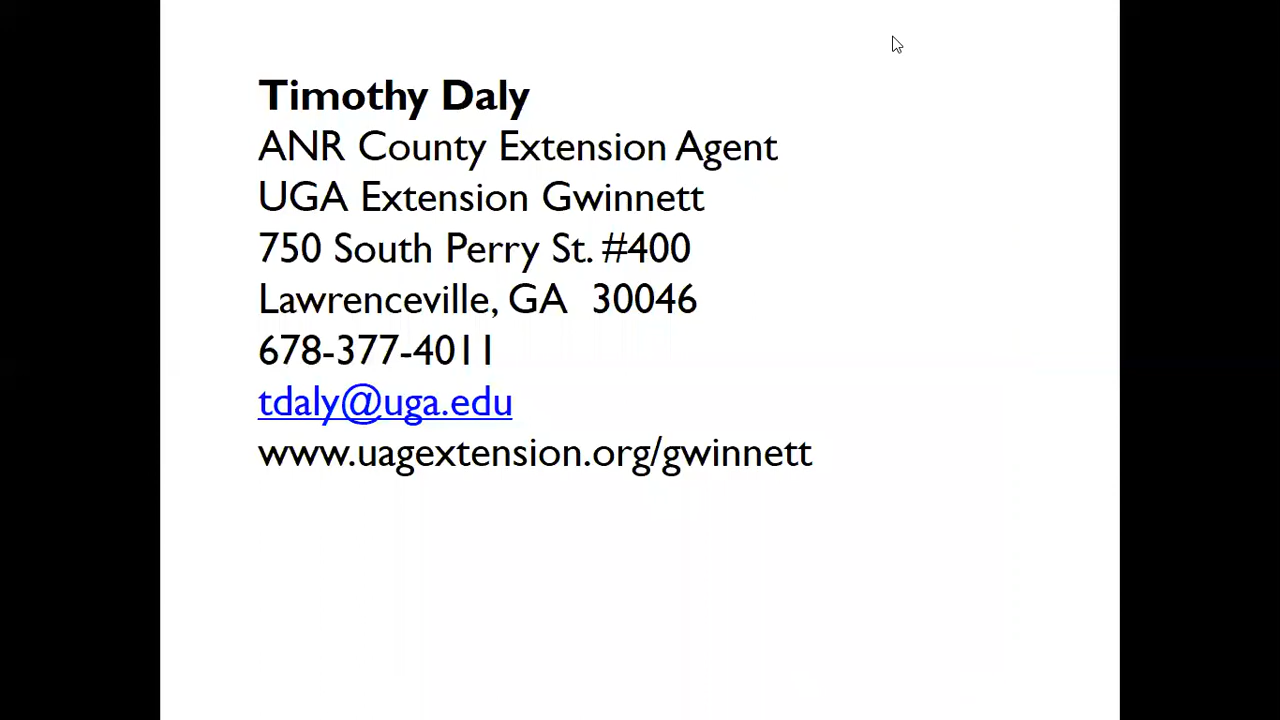 Timothy Daly
ANR County Extension Agent
UGA Extension Gwinnett
750 South Perry St. #400
Lawrenceville, GA  30046
678-377-4011
tdaly@uga.edu
www.uagextension.org/gwinnett